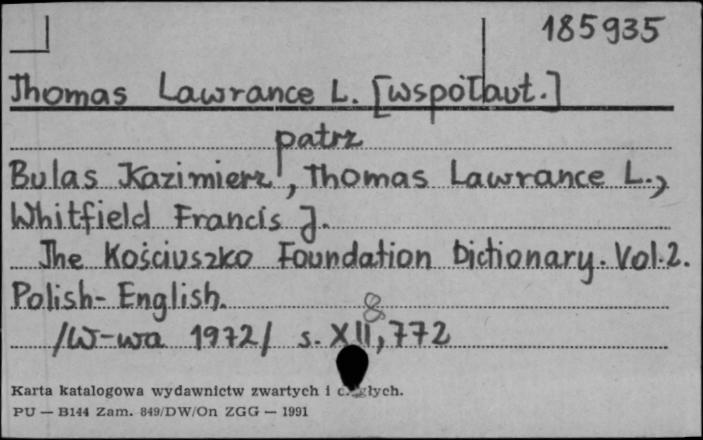 185935
Thomas Lawrance L. [współaut.]
patrz
Bulas Kazimierz, Thomas Lawrance L.,
Whitfield Francis J.
The Kościuszko Foundation Dictionary. Vol.2.
Polish-English.
8
/W-wa 1972/ s. XII, 772
Karta katalogowa wydawnictw zwartych i
PU — B144 Zam. 849/DW/On ZGG — 1991